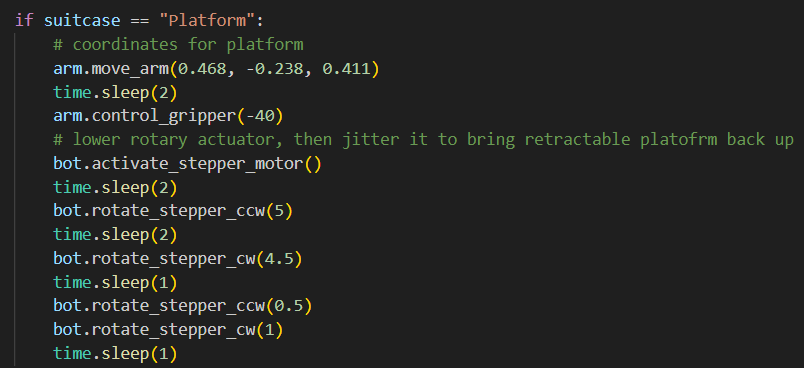 if suitcase == "Platform":
    # coordinates for platform
    arm.move_arm(0.468, -0.238, 0.411)
    time.sleep(2)
    arm.control_gripper(-40)
    # lower rotary actuator, then jitter it to bring retractable platofrm back up
    bot.activate_stepper_motor()
    time.sleep(2)
    bot.rotate_stepper_ccw(5)
    time.sleep(2)
    bot.rotate_stepper_cw(4.5)
    time.sleep(1)
    bot.rotate_stepper_ccw(0.5)
    bot.rotate_stepper_cw(1)
    time.sleep(1)